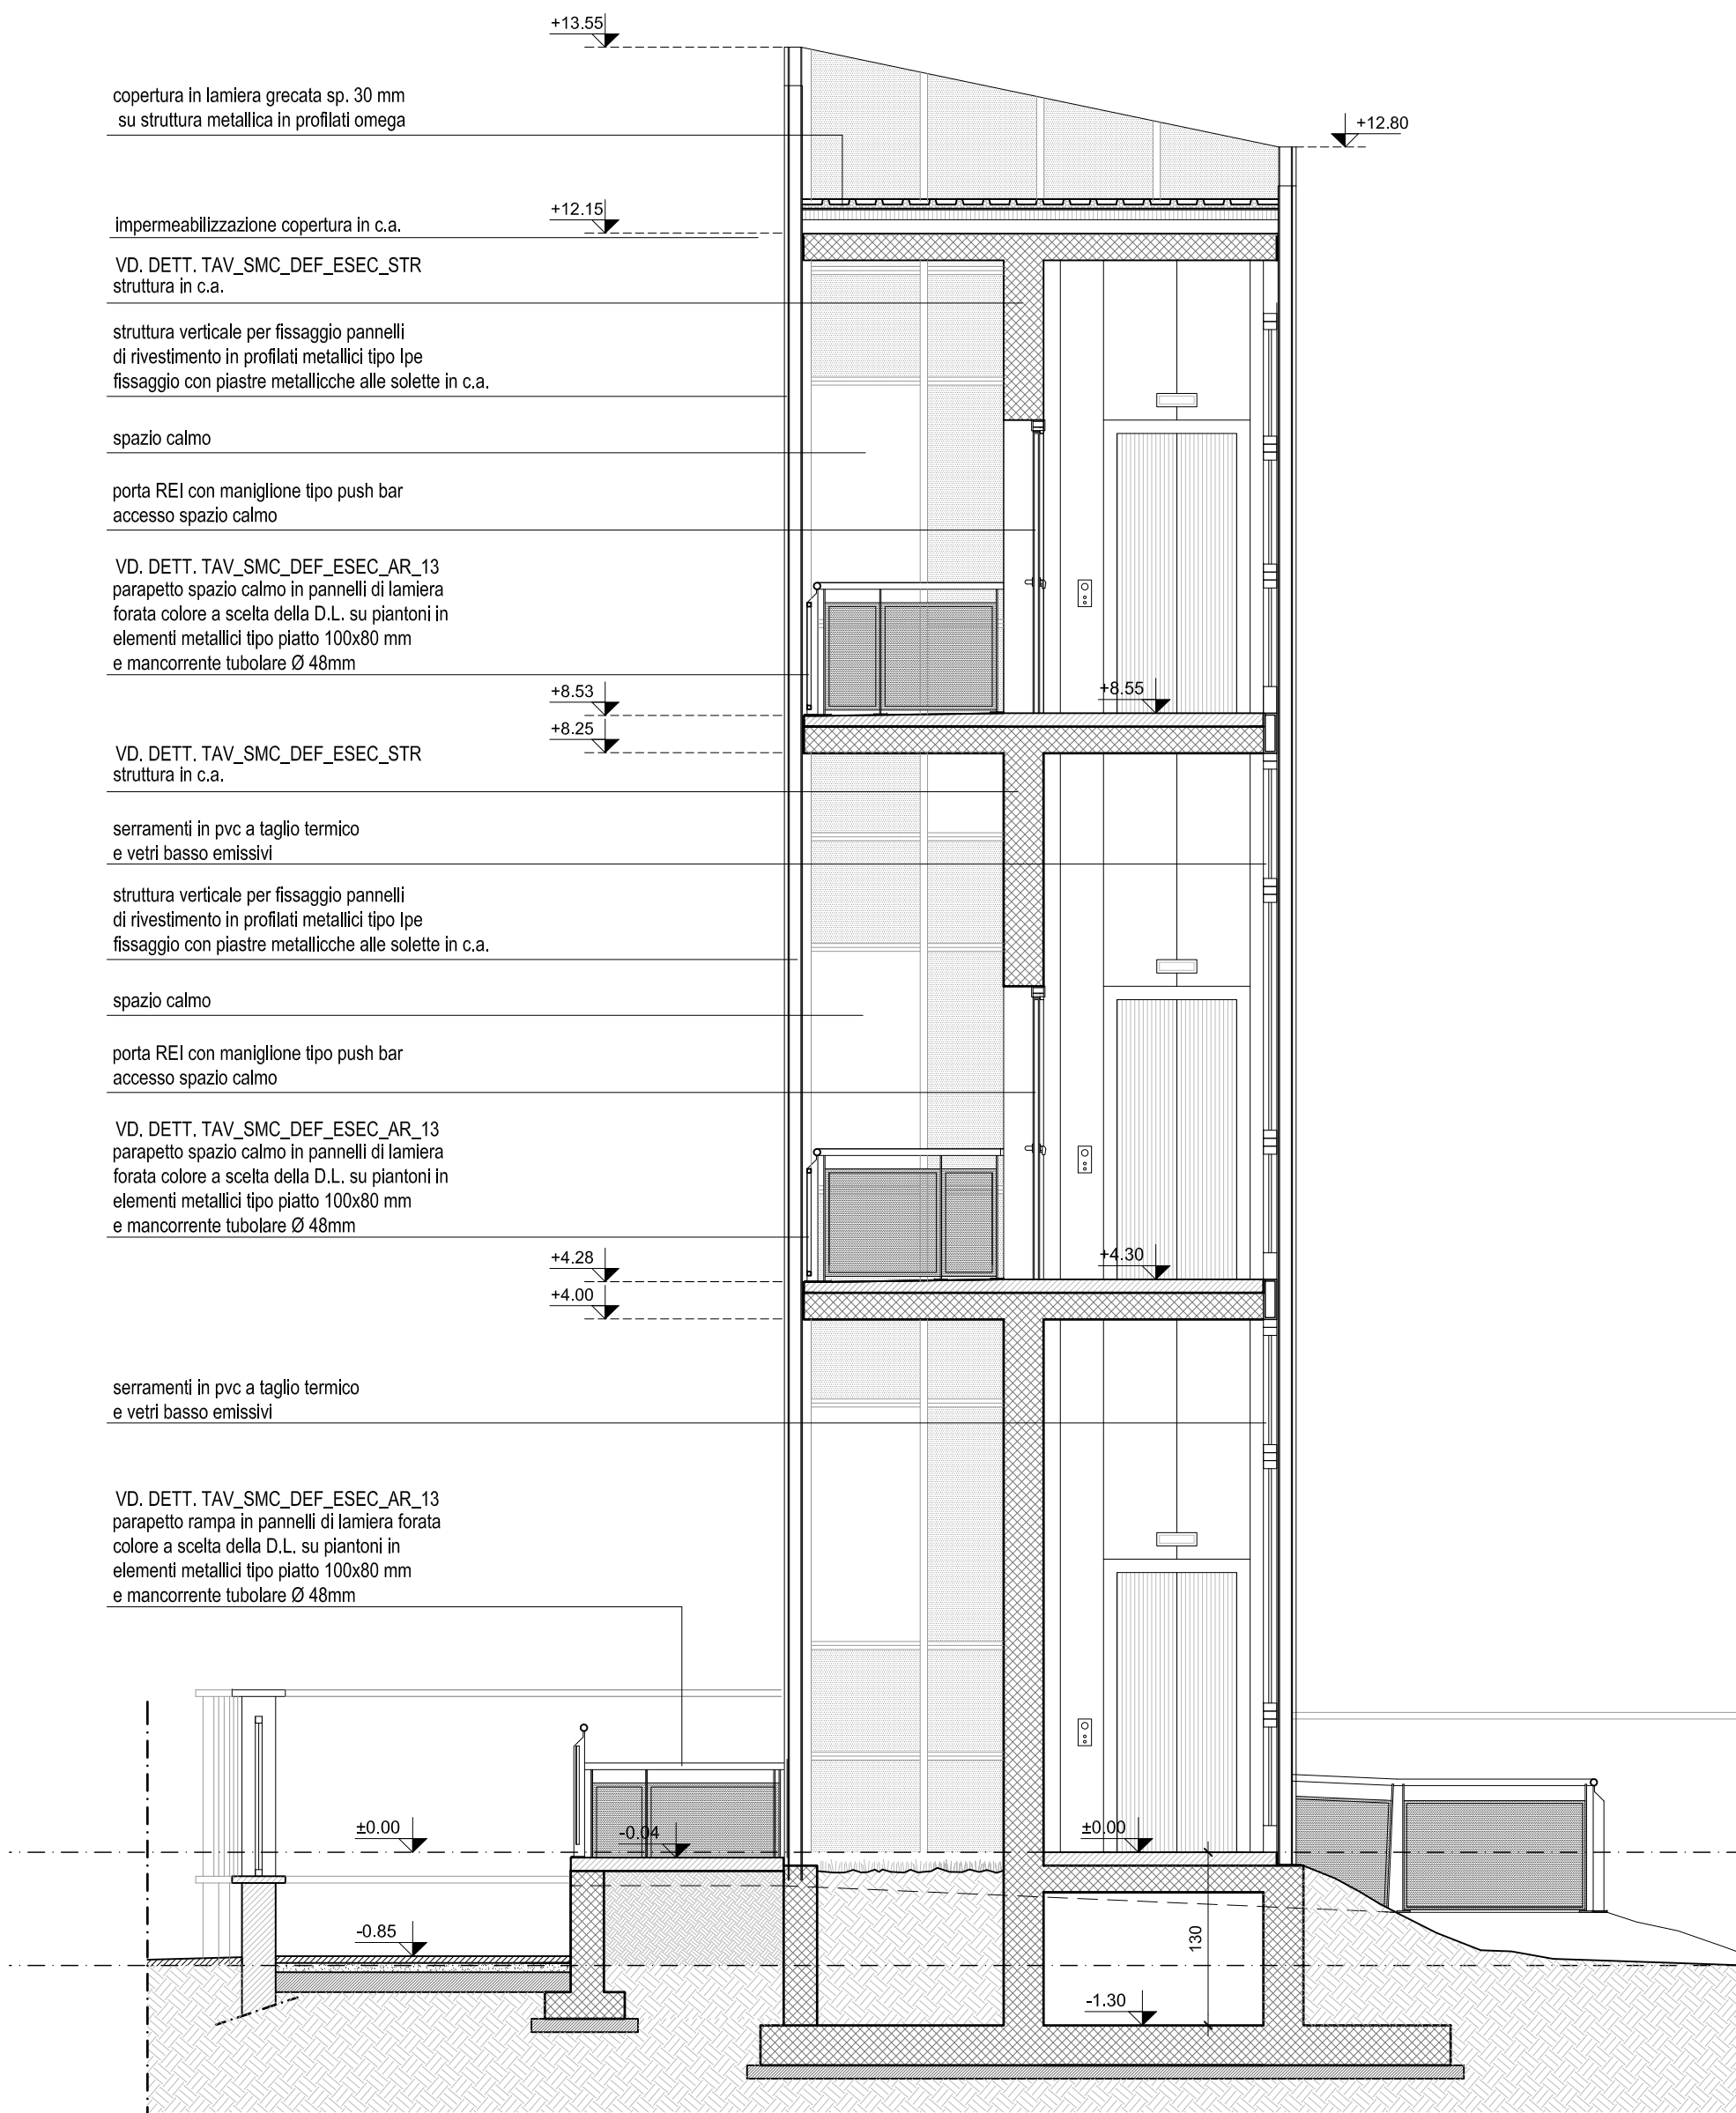 +13.55
copertura in lamiera grecata sp. 30 mm
su struttura metallica in profilati omega
+12.80
+12.15
impermeabilizzazione copertura in c.a.
VD. DETT. TAV_SMC_DEF_ESEC_STR
struttura in c.a.
struttura verticale per fissaggio pannelli
di rivestimento in profilati metallici tipo Ipe
fissaggio con piastre metallicche alle solette in c.a.
spazio calmo
porta REI con maniglione tipo push bar
accesso spazio calmo
VD. DETT. TAV_SMC_DEF_ESEC_AR_13
parapetto spazio calmo in pannelli di lamiera
forata colore a scelta della D.L. su piantoni in
elementi metallici tipo piatto 100x80 mm
e mancorrente tubolare Ø 48mm
+8.53
+8.55
+8.25
VD. DETT. TAV_SMC_DEF_ESEC_STR
struttura in c.a.
serramenti in pvc a taglio termico
e vetri basso emissivi
struttura verticale per fissaggio pannelli
di rivestimento in profilati metallici tipo Ipe
fissaggio con piastre metallicche alle solette in c.a.
spazio calmo
porta REI con maniglione tipo push bar
accesso spazio calmo
VD. DETT. TAV_SMC_DEF_ESEC_AR_13
parapetto spazio calmo in pannelli di lamiera
forata colore a scelta della D.L. su piantoni in
elementi metallici tipo piatto 100x80 mm
e mancorrente tubolare Ø 48mm
+4.28
+4.30
+4.00
serramenti in pvc a taglio termico
e vetri basso emissivi
VD. DETT. TAV_SMC_DEF_ESEC_AR_13
parapetto rampa in pannelli di lamiera forata
colore a scelta della D.L. su piantoni in
elementi metallici tipo piatto 100x80 mm
e mancorrente tubolare Ø 48mm
±0.00
-0.04
±0.00
-0.85
130
-1.30